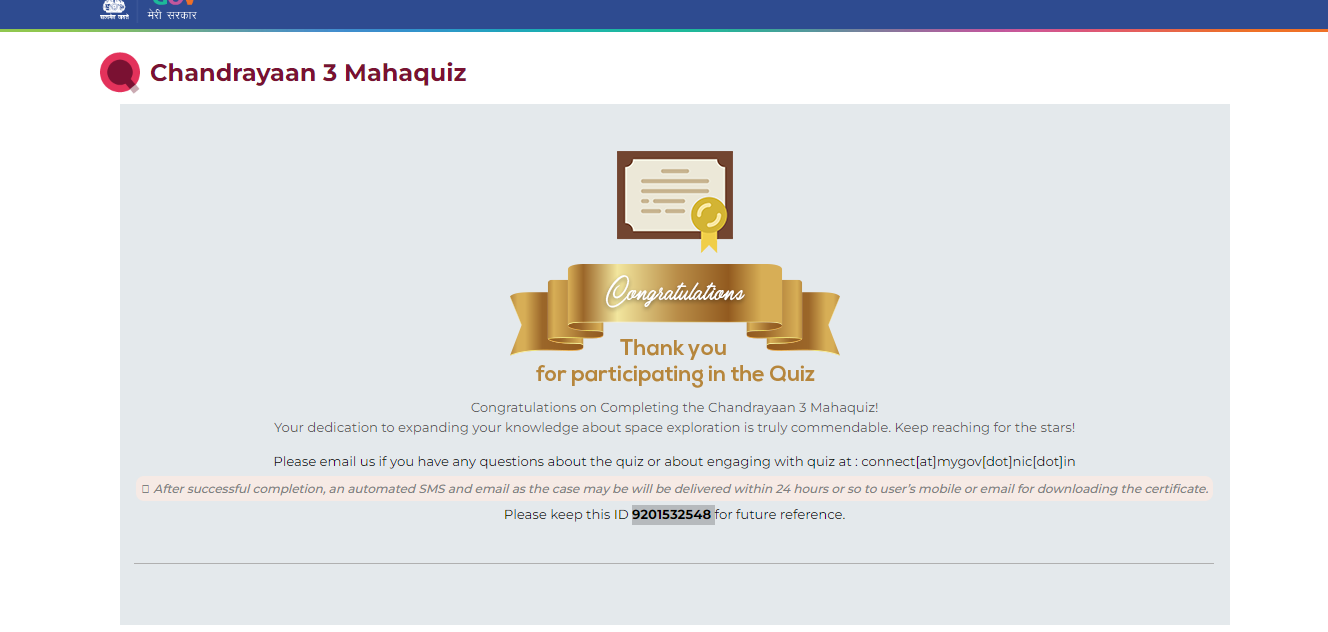 सत्यमेव जयते
GOV
मेरी सरकार
Chandrayaan 3 Mahaquiz
Congratulations
Thank you
for participating in the Quiz
Congratulations on Completing the Chandrayaan 3 Mahaquiz!
Your dedication to expanding your knowledge about space exploration is truly commendable. Keep reaching for the stars!
Please email us if you have any questions about the quiz or about engaging with quiz at : connect[at]mygov[dot]nic[dot]in
After successful completion, an automated SMS and email as the case may be will be delivered within 24 hours or so to user's mobile or email for downloading the certificate.
Please keep this ID 9201532548 for future reference.